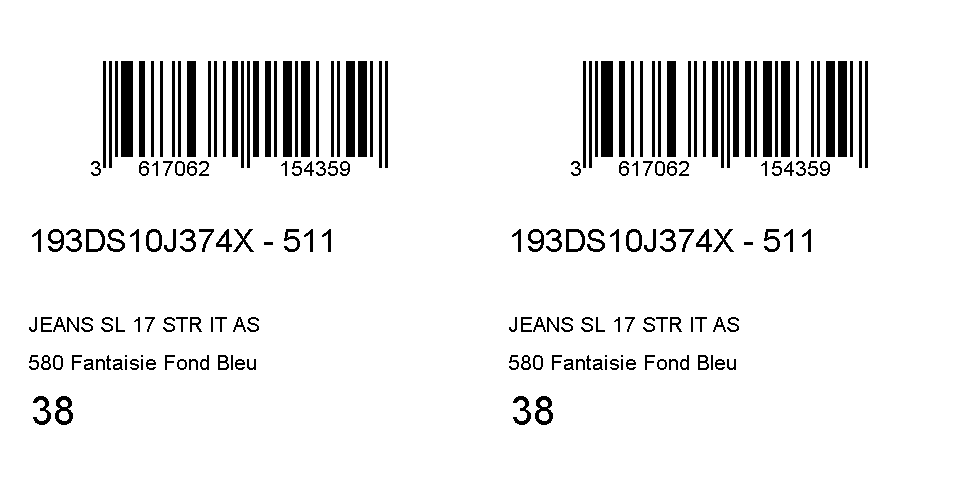 3 617062 154359
193DS10J374X - 511
JEANS SL 17 STR IT AS
580 Fantaisie Fond Bleu
38
3 617062 154359
193DS10J374X - 511
JEANS SL 17 STR IT AS
580 Fantaisie Fond Bleu
38